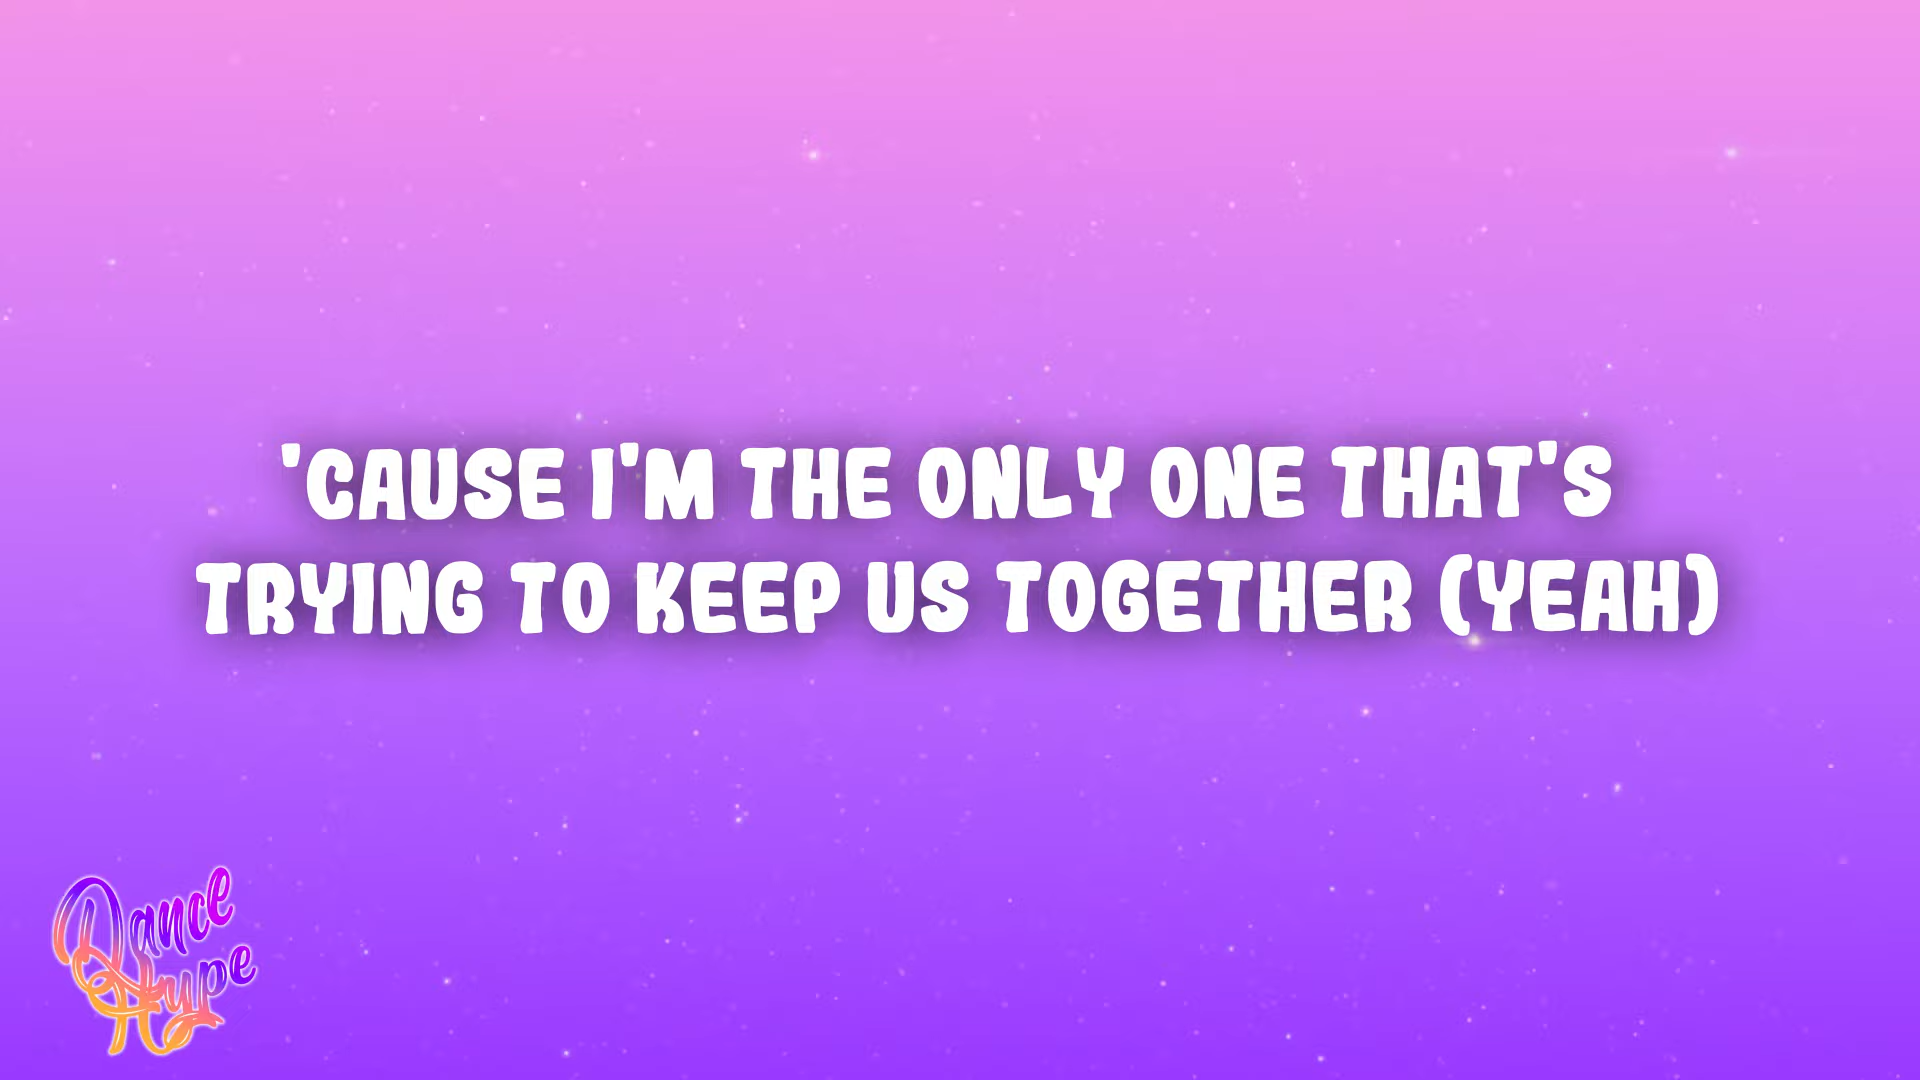 'CAUSE I'M THE ONLY ONE THAT'S
TRYING TO KEEP US TOGETHER (YEAH)
Dance
Hype